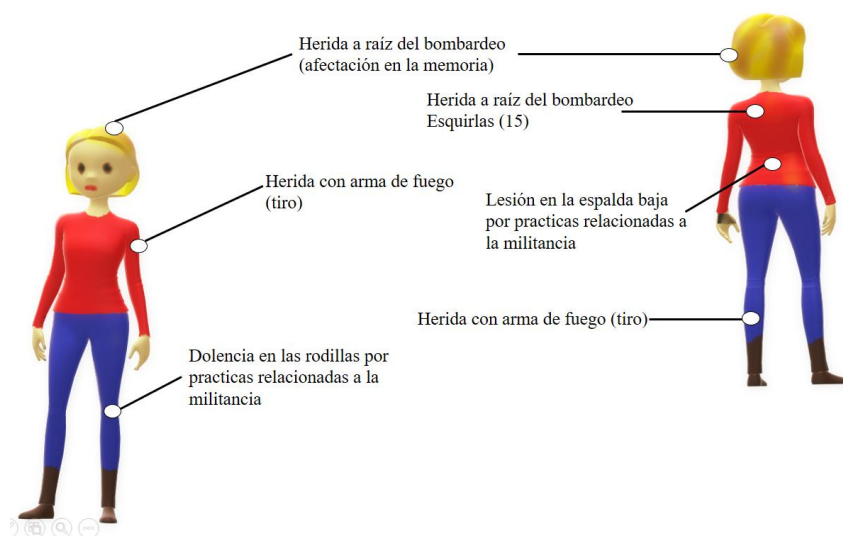 Herida a raíz del bombardeo
(afectación en la memoria)
Herida a raíz del bombardeo
Esquirlas (15)
Herida con arma de fuego
(tiro)
Lesión en la espalda baja
por practicas relacionadas a
la militancia
Herida con arma de fuego (tiro)
Dolencia en las rodillas por
practicas relacionadas a la
militancia